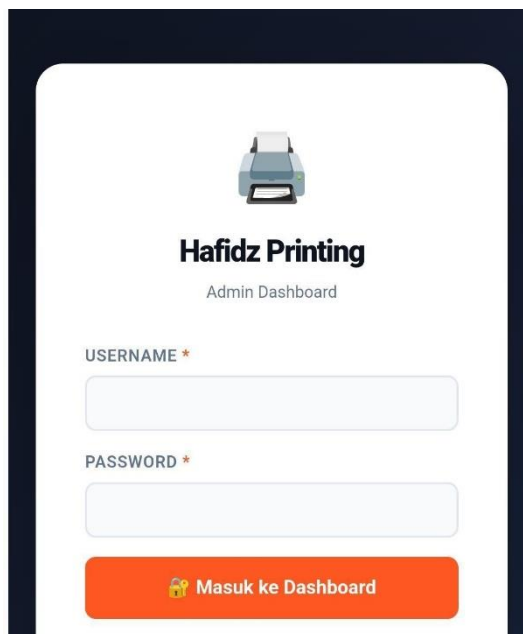 Hafidz Printing
Admin Dashboard
USERNAME *
PASSWORD *
🔐 Masuk ke Dashboard